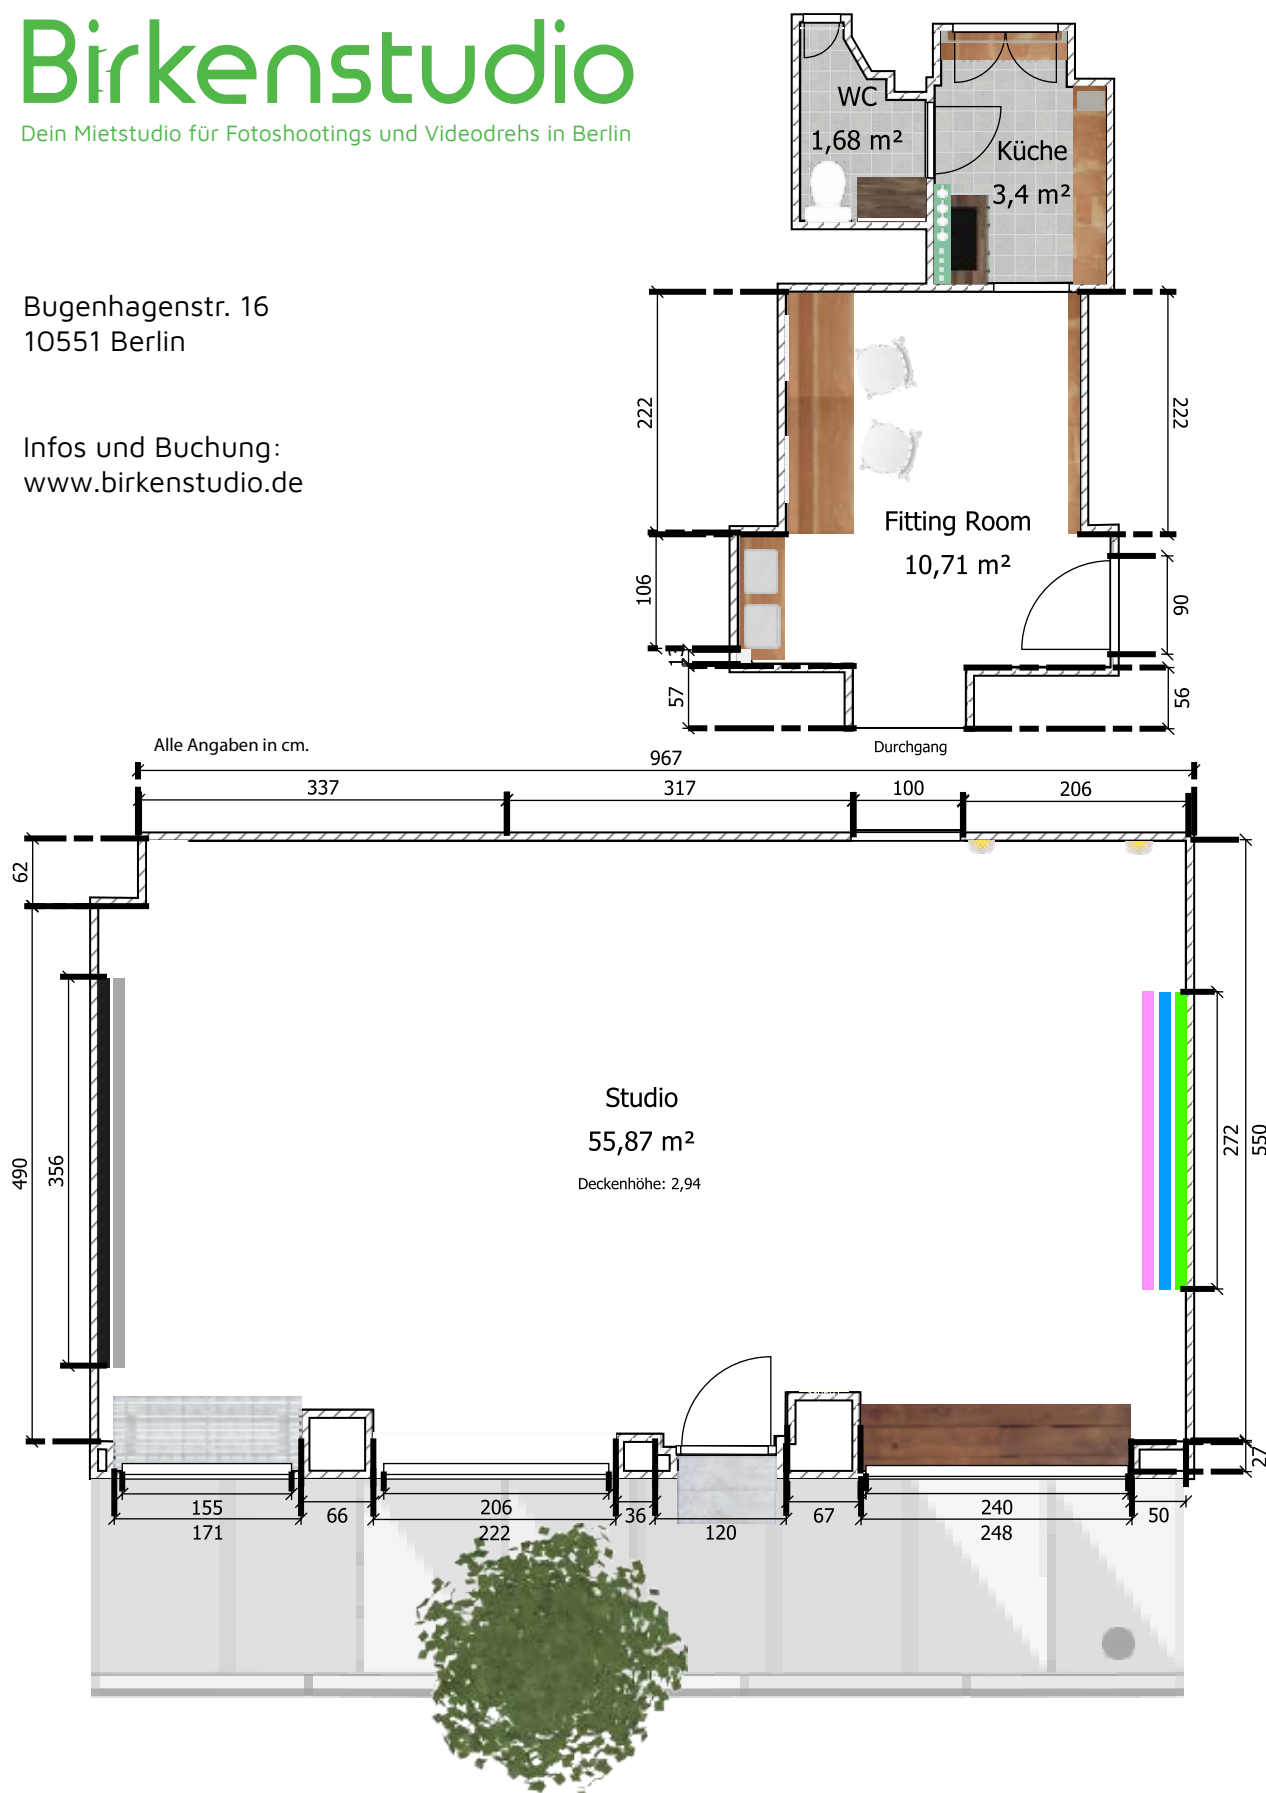 Birkenstudio
Dein Mietstudio für Fotoshootings und Videodrehs in Berlin
WC
1,68 m²
Küche
3,4 m²
Bugenhagenstr. 16
10551 Berlin
Infos und Buchung:
www.birkenstudio.de
222
222
Fitting Room
10,71 m²
106
90
13
57
56
Alle Angaben in cm.
Durchgang
967
337
317
100
206
62
490
356
Studio
55,87 m²
Deckenhöhe: 2,94
272
550
27
155
171
66
206
222
36
120
67
240
248
50